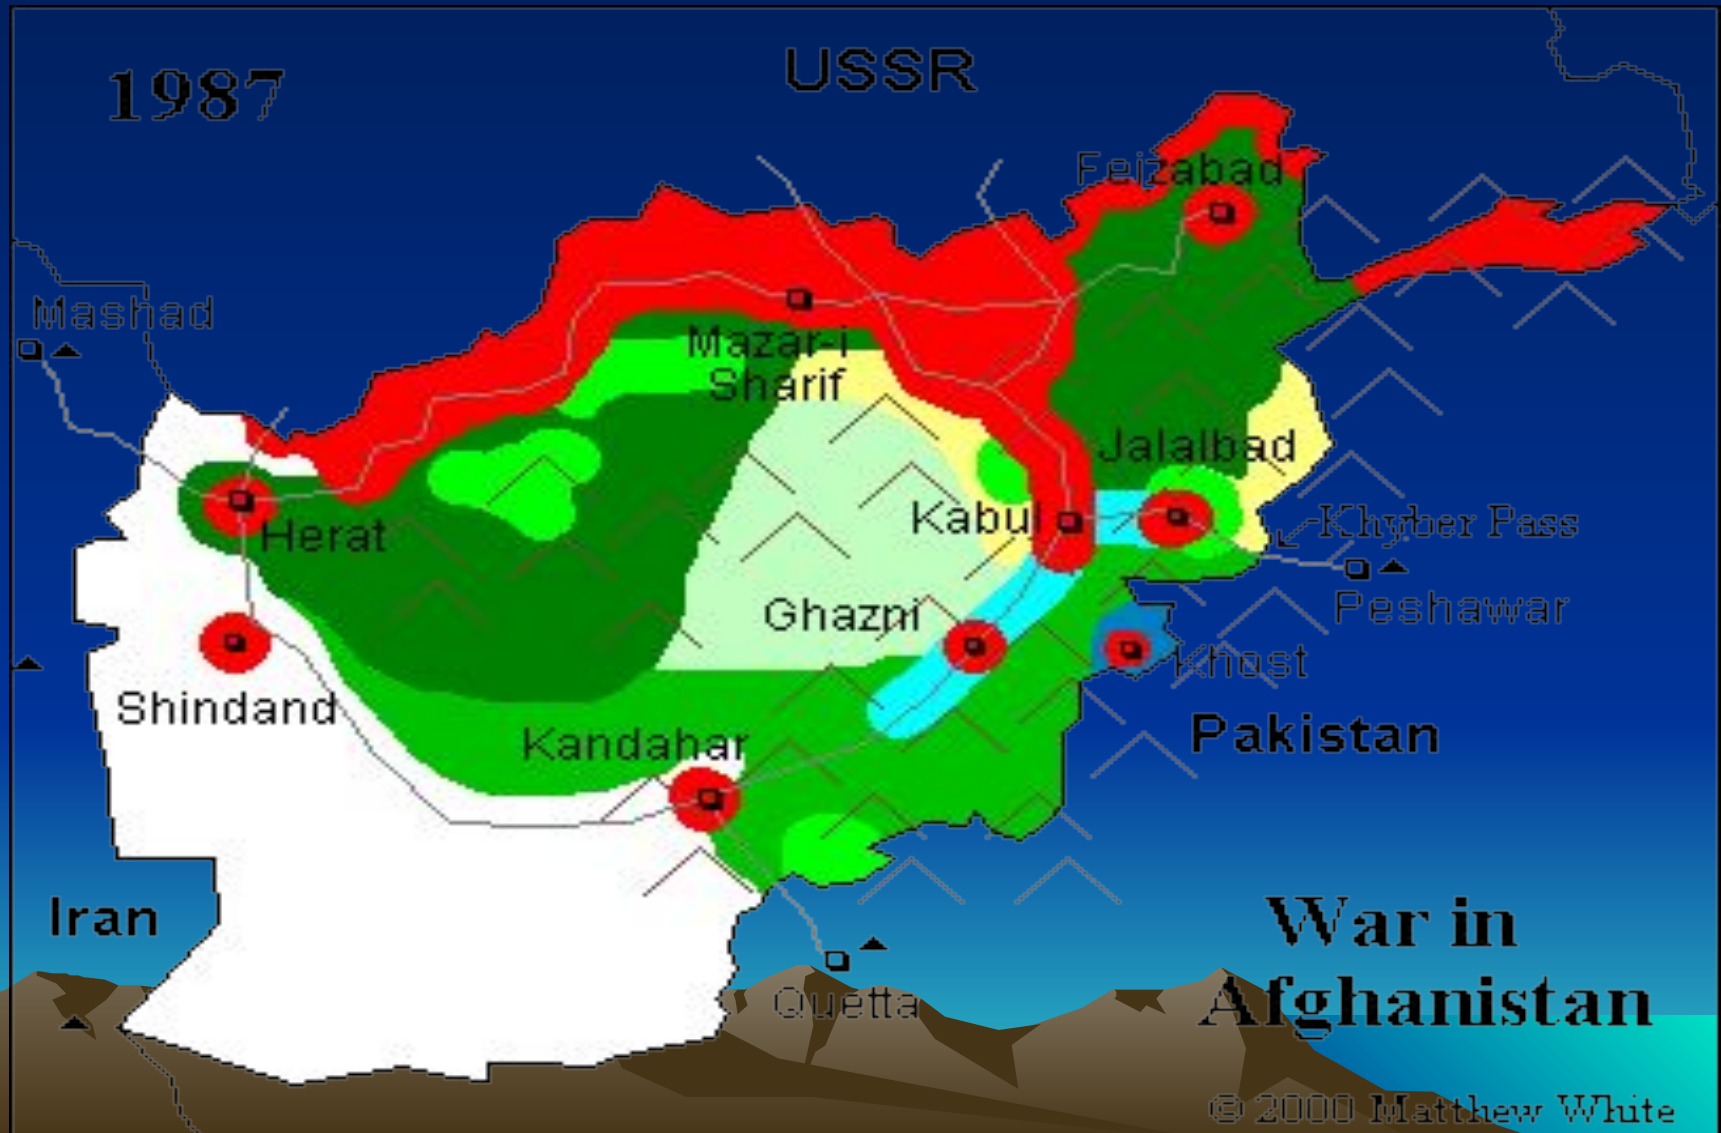 1987
USSR
Feizabad
Mashad
Mazar-i
Sharif
Jalalbad
Khyber Pass
Kabul
Herat
Peshawar
Ghazni
Khost
Shindand
Pakistan
Kandahar
Iran
War in
Afghanistan
Quetta
© 2000 Matthew White